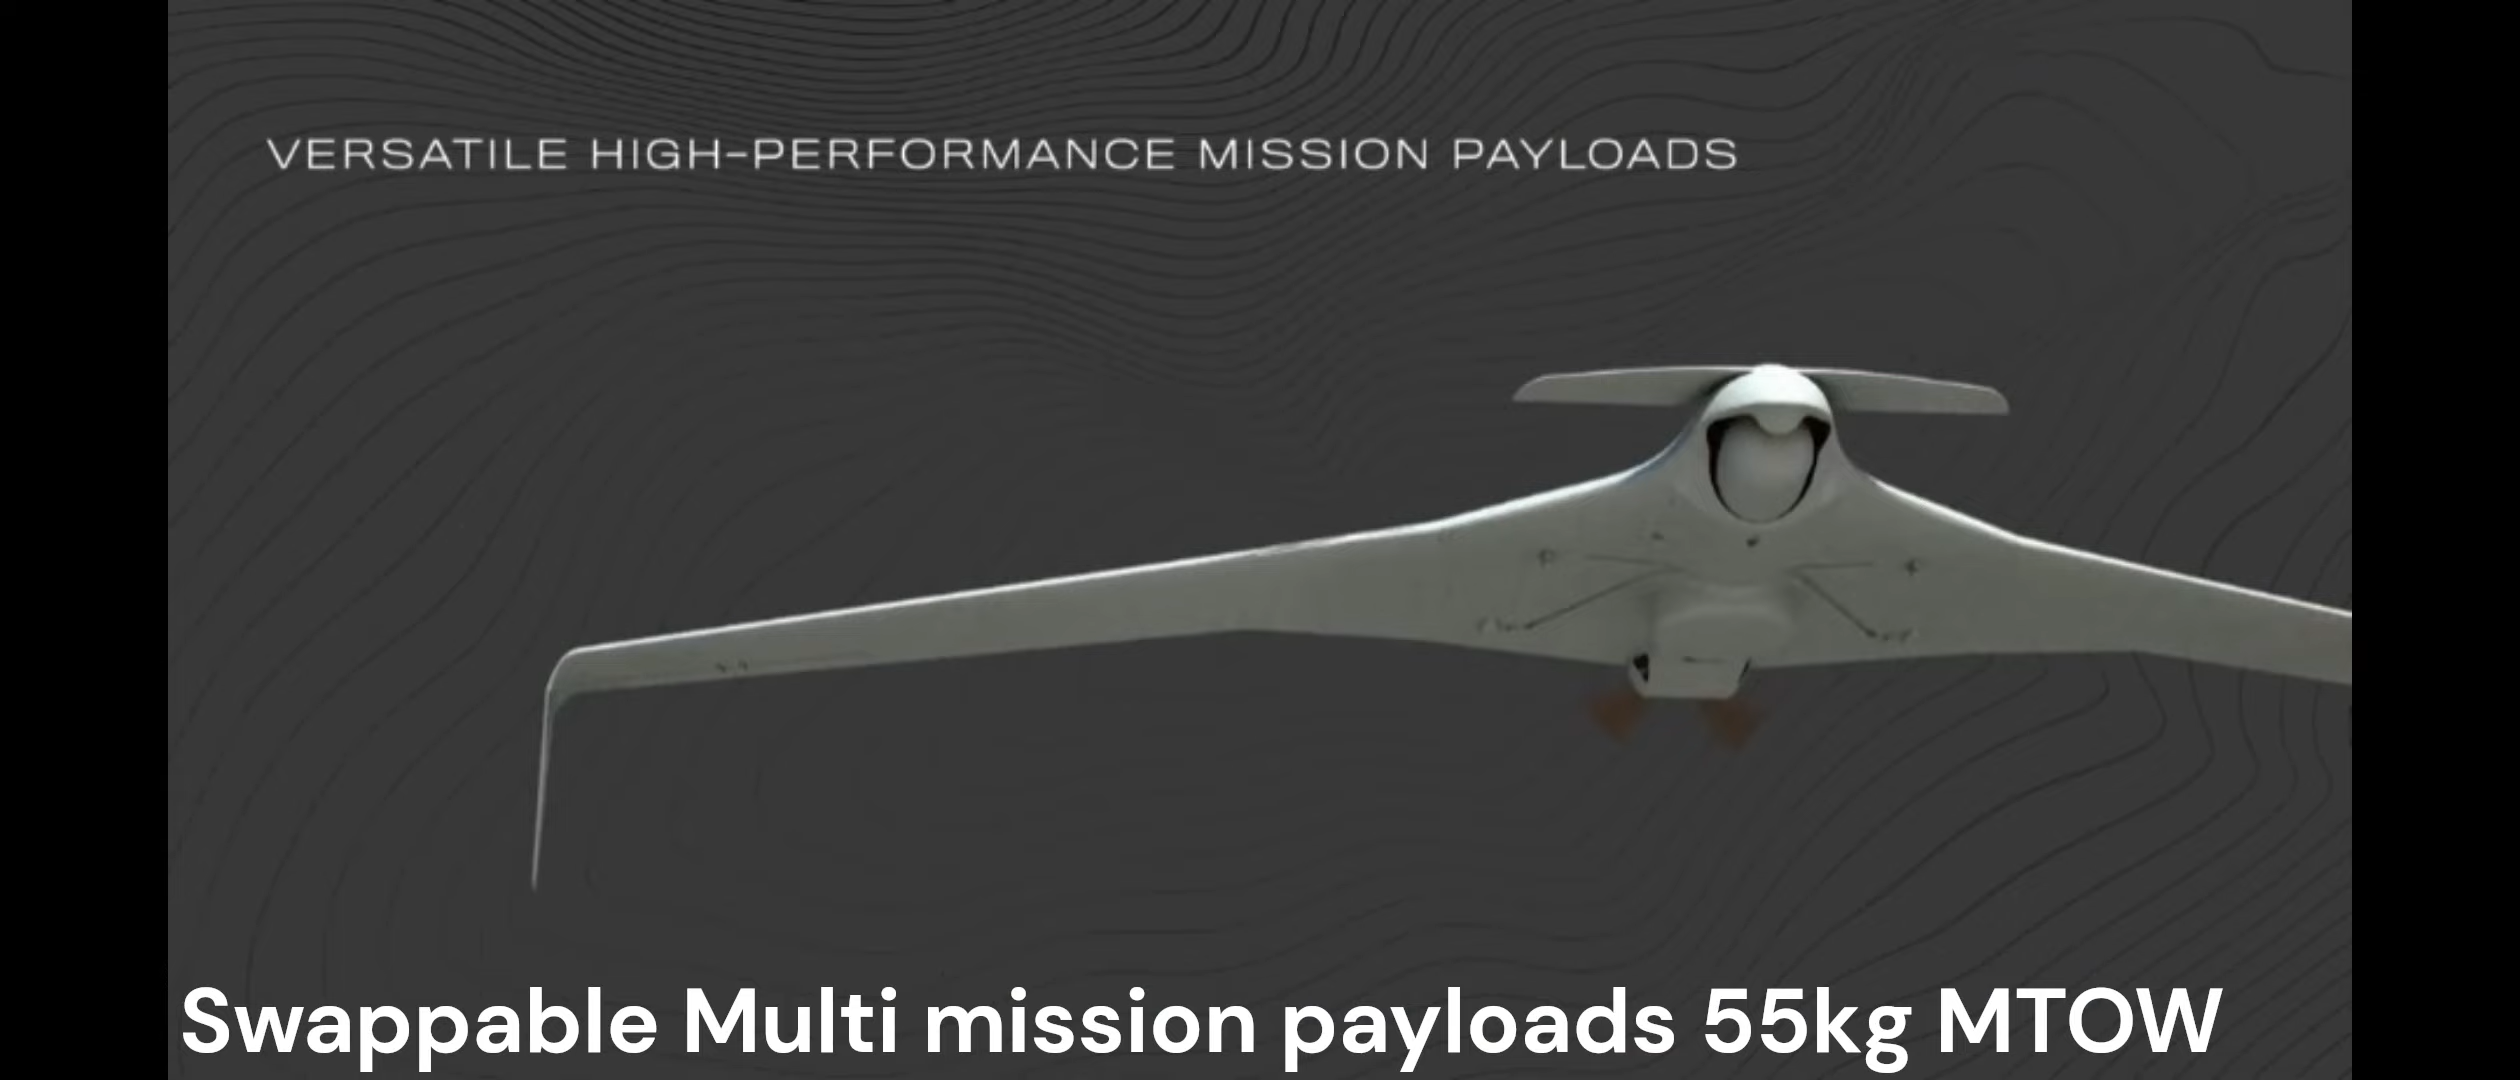 VERSATILE HIGH-PERFORMANCE MISSION PAYLOADS
Swappable Multi mission payloads 55kg MTOW